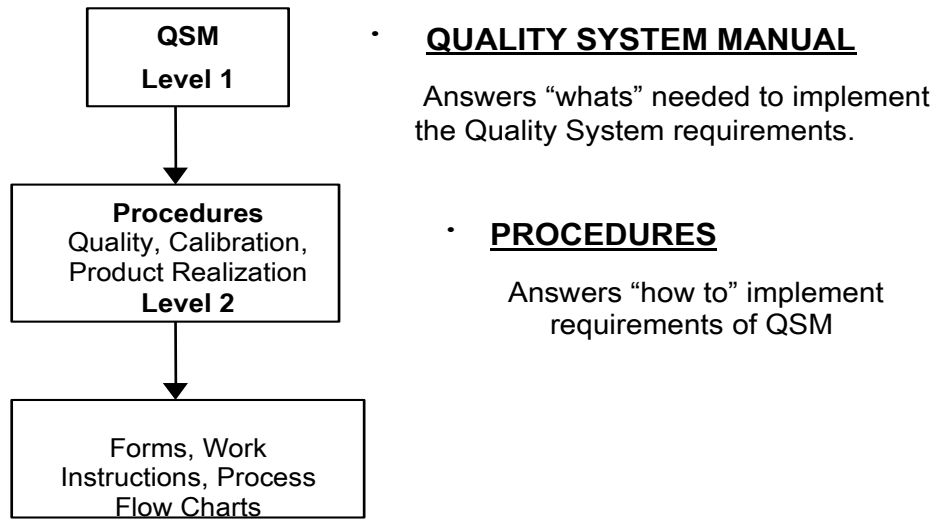 QSM
Level 1
· QUALITY SYSTEM MANUAL
Answers “whats” needed to implement
the Quality System requirements.
Procedures
Quality, Calibration,
Product Realization
Level 2
· PROCEDURES
Answers “how to” implement
requirements of QSM
Forms, Work
Instructions, Process
Flow Charts